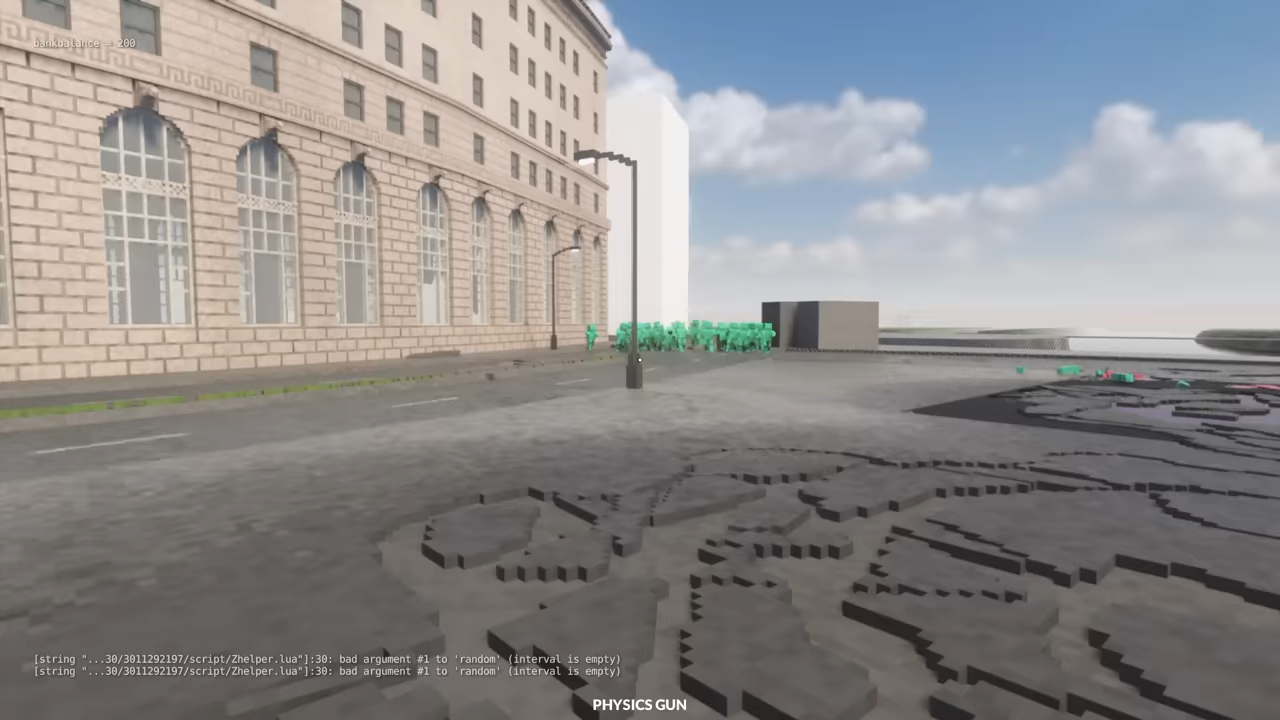 bankbalance = 200
[string "...30/3011292197/script/Zhelper.lua"]:30: bad argument #1 to 'random' (interval is empty)
[string "...30/3011292197/script/Zhelper.lua"]:30: bad argument #1 to 'random' (interval is empty)
PHYSICS GUN